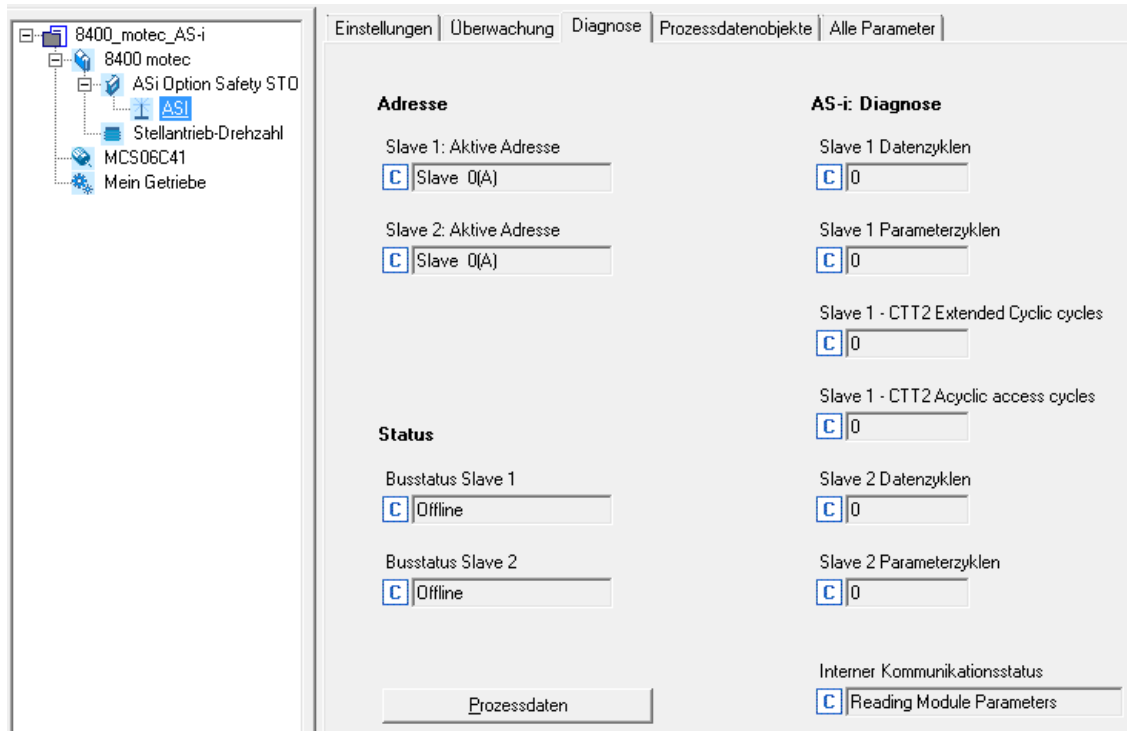 8400_motec_AS-i
8400 motec
ASi Option Safety STO
ASI
Stellantrieb-Drehzahl
MCS06C41
Mein Getriebe
Einstellungen Überwachung Diagnose Prozessdatenobjekte Alle Parameter
Adresse
Slave 1: Aktive Adresse
C Slave 0(A)
Slave 2: Aktive Adresse
C Slave 0(A)
Status
Busstatus Slave 1
C Offline
Busstatus Slave 2
C Offline
Prozessdaten
AS-i: Diagnose
Slave 1 Datenzyklen
C 0
Slave 1 Parameterzyklen
C 0
Slave 1 - CTT2 Extended Cyclic cycles
C 0
Slave 1 - CTT2 Acyclic access cycles
C 0
Slave 2 Datenzyklen
C 0
Slave 2 Parameterzyklen
C 0
Interner Kommunikationsstatus
C Reading Module Parameters